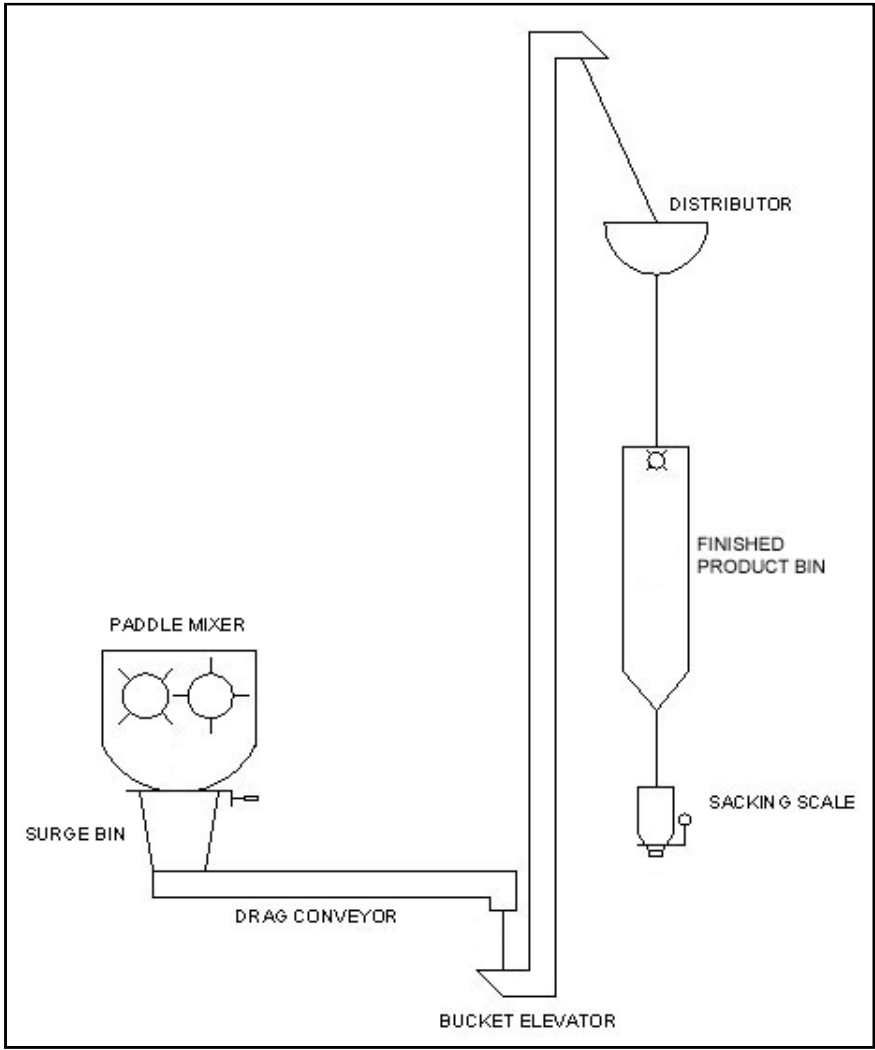 DISTRIBUTOR
FINISHED
PRODUCT BIN
PADDLE MIXER
SACKING SCALE
SURGE BIN
DRAG CONVEYOR
BUCKET ELEVATOR